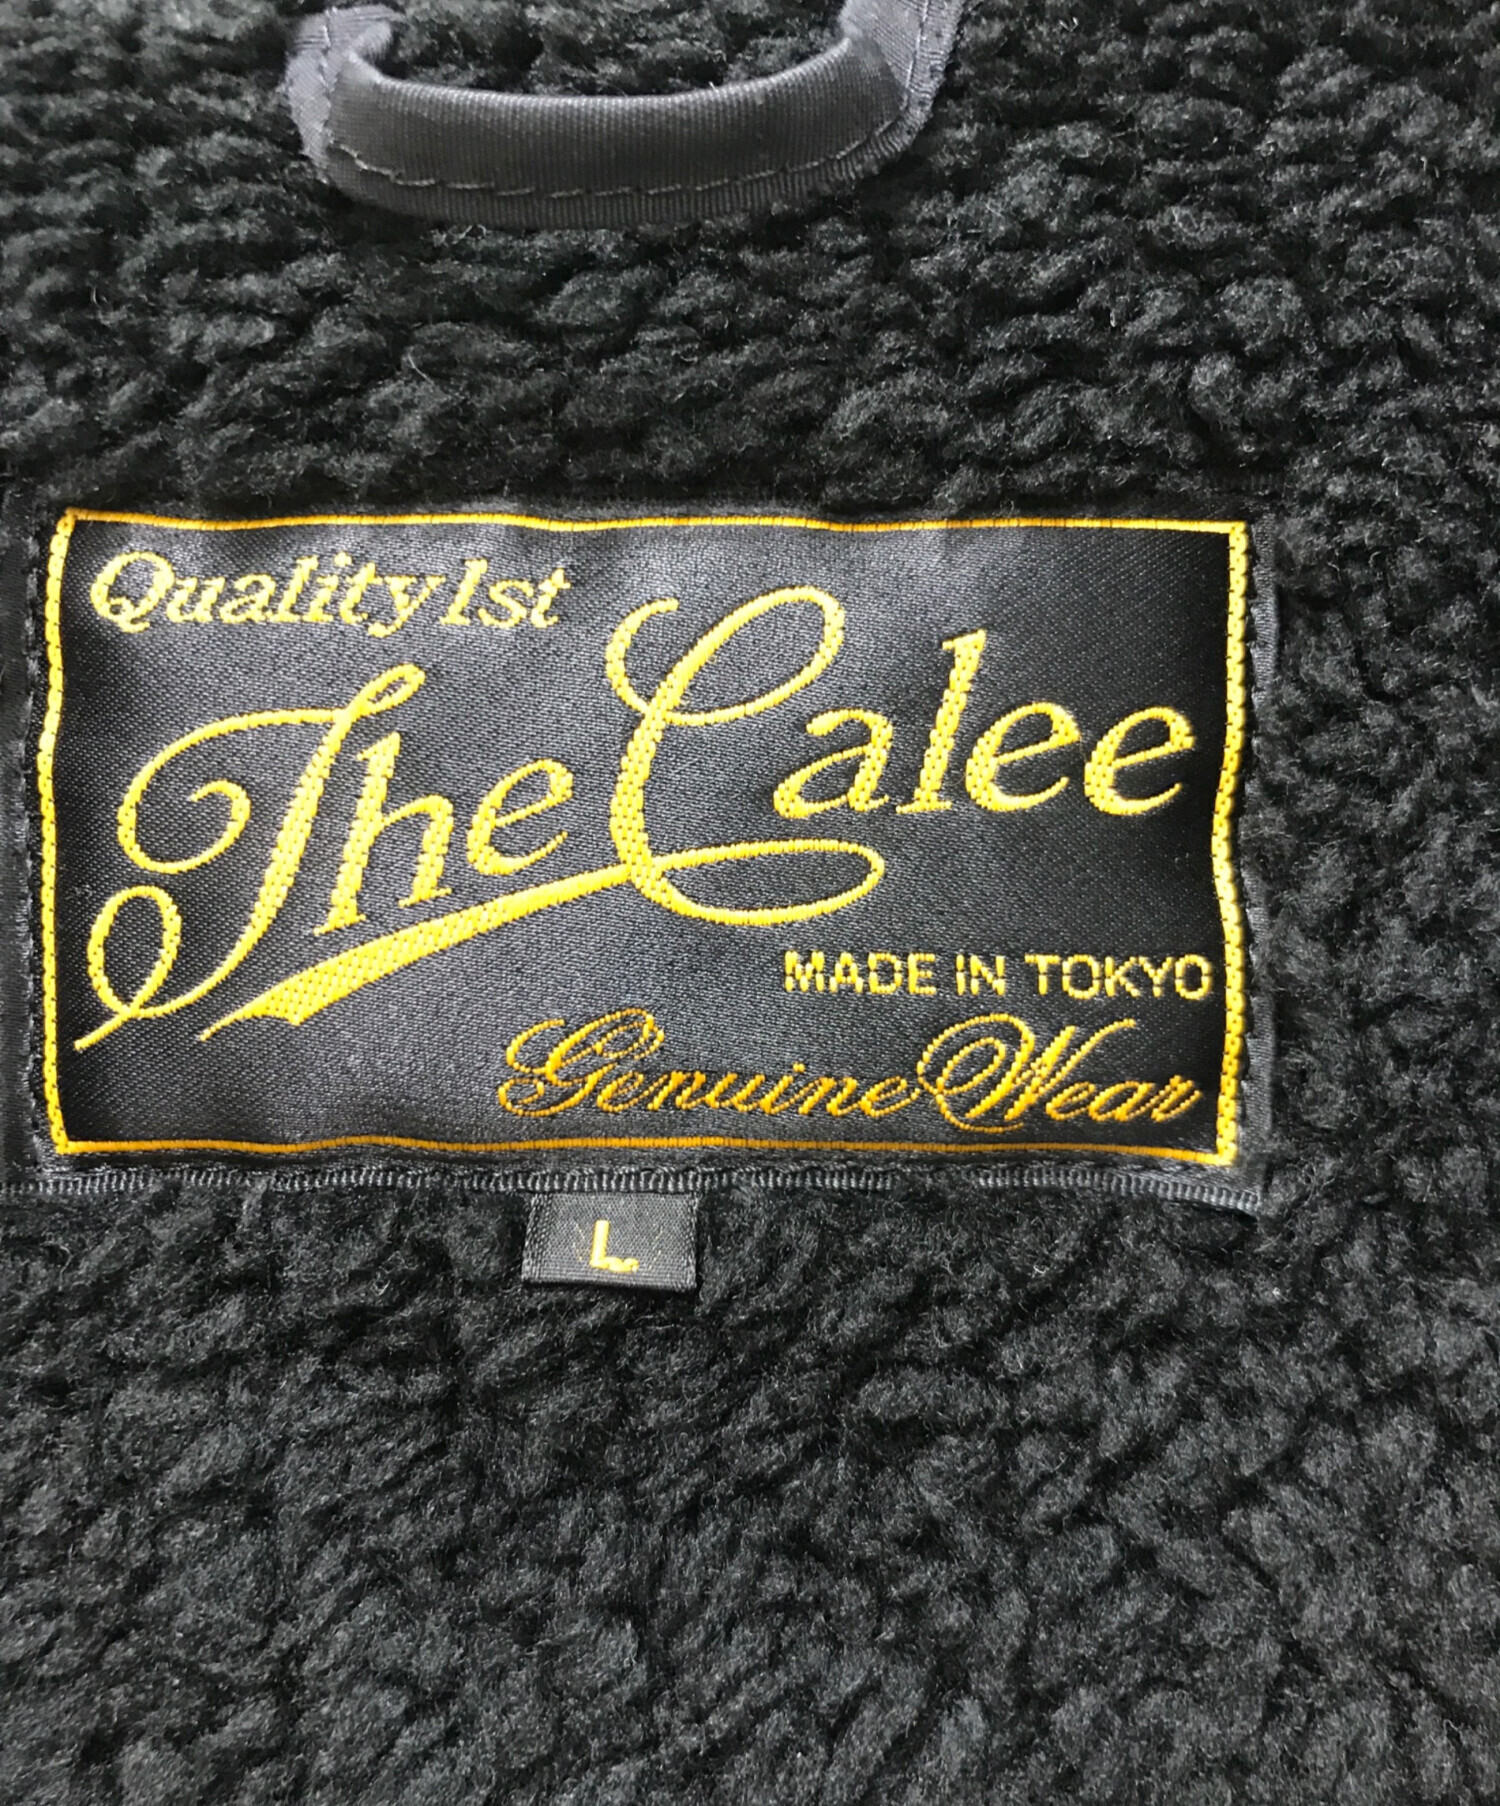 Quality 1st
The Calee
MADE IN TOKYO
Genuine Wear
L